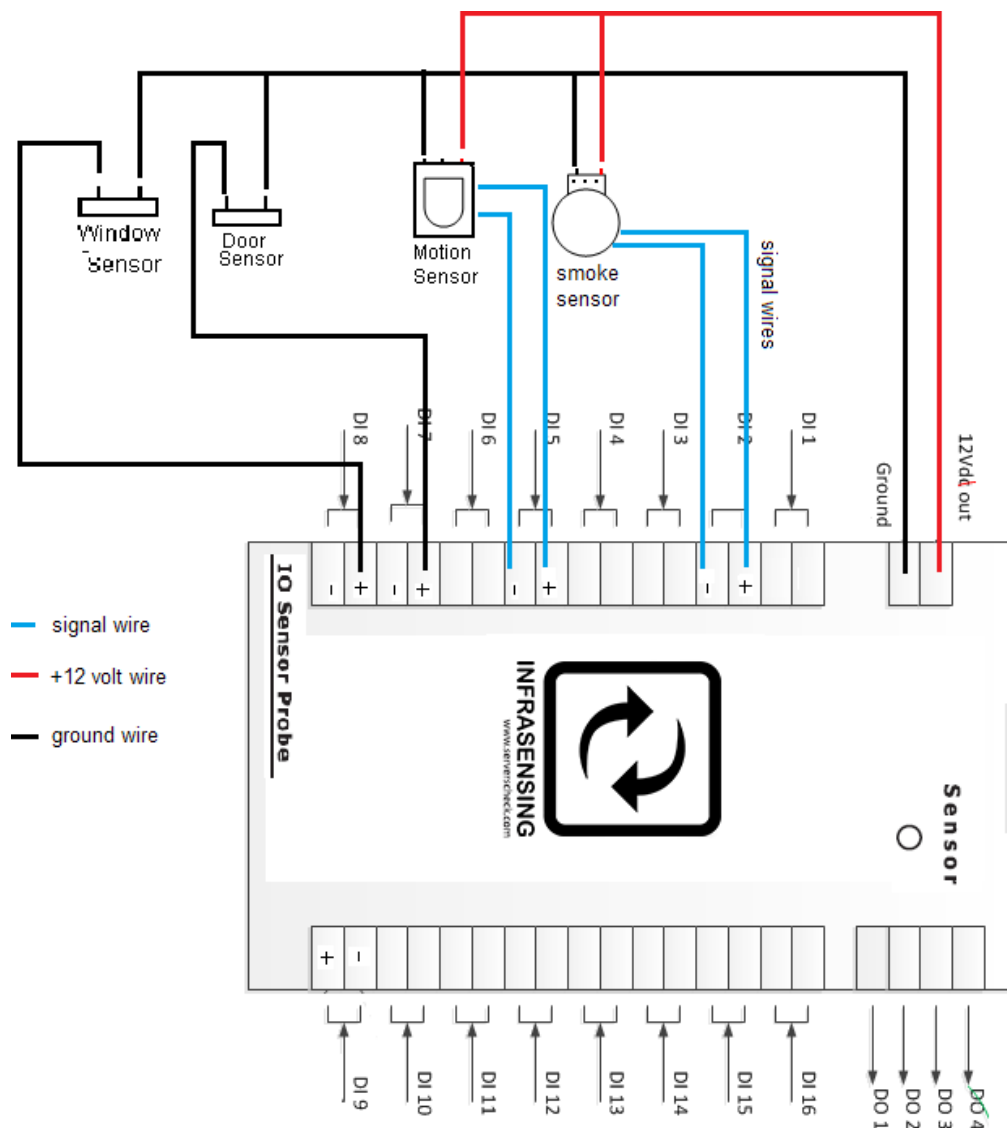 Window
Sensor
Door
Sensor
Motion
Sensor
smoke
sensor
signal wires
DI 8
DI 7
DI 6
DI 5
DI 4
DI 3
DI 2
DI 1
Ground
12Vdc out
- + - + - + - +
IO Sensor Probe
signal wire
+12 volt wire
ground wire
INFRASENSING
www.serverscheck.com
Sensor
+ -
DI 9
DI 10
DI 11
DI 12
DI 13
DI 14
DI 15
DI 16
DO 1
DO 2
DO 3
DO 4